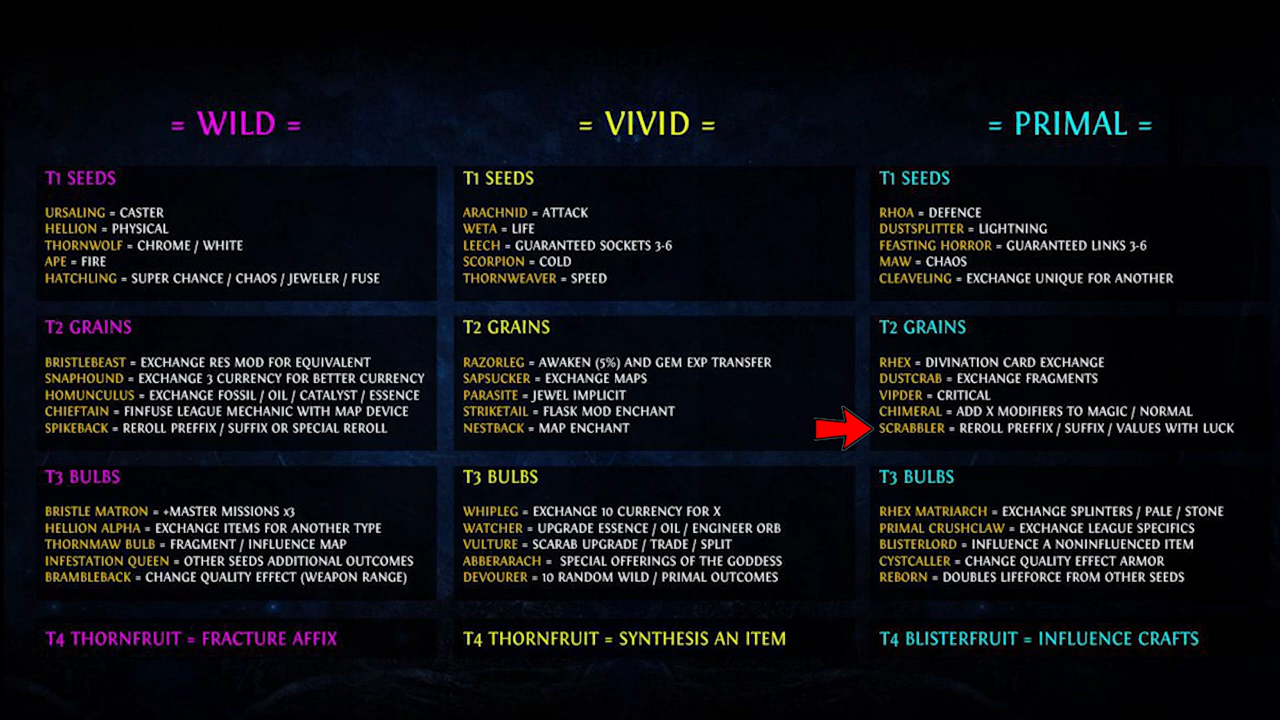 = WILD =
T1 SEEDS
URSALING = CASTER
HELLION = PHYSICAL
THORNWOLF = CHROME / WHITE
APE = FIRE
HATCHLING = SUPER CHANCE / CHAOS / JEWELER / FUSE
T2 GRAINS
BRISTLEBEAST = EXCHANGE RES MOD FOR EQUIVALENT
SNAPHOUND = EXCHANGE 3 CURRENCY FOR BETTER CURRENCY
HOMUNCULUS = EXCHANGE FOSSIL / OIL / CATALYST / ESSENCE
CHIEFTAIN = FINFUSE LEAGUE MECHANIC WITH MAP DEVICE
SPIKEBACK = REROLL PREFFIX / SUFFIX OR SPECIAL REROLL
T3 BULBS
BRISTLE MATRON = +MASTER MISSIONS x3
HELLION ALPHA = EXCHANGE ITEMS FOR ANOTHER TYPE
THORNMAW BULB = FRAGMENT / INFLUENCE MAP
INFESTATION QUEEN = OTHER SEEDS ADDITIONAL OUTCOMES
BRAMBLEBACK = CHANGE QUALITY EFFECT (WEAPON RANGE)
T4 THORNFRUIT = FRACTURE AFFIX
= VIVID =
T1 SEEDS
ARACHNID = ATTACK
WETA = LIFE
LEECH = GUARANTEED SOCKETS 3-6
SCORPION = COLD
THORNWEAVER = SPEED
T2 GRAINS
RAZORLEG = AWAKEN (5%) AND GEM EXP TRANSFER
SAPSUCKER = EXCHANGE MAPS
PARASITE = JEWEL IMPLICIT
STRIKETAIL = FLASK MOD ENCHANT
NESTBACK = MAP ENCHANT
T3 BULBS
WHIPLEG = EXCHANGE 10 CURRENCY FOR X
WATCHER = UPGRADE ESSENCE / OIL / ENGINEER ORB
VULTURE = SCARAB UPGRADE / TRADE / SPLIT
ABBERARACH = SPECIAL OFFERINGS OF THE GODDESS
DEVOURER = 10 RANDOM WILD / PRIMAL OUTCOMES
T4 THORNFRUIT = SYNTHESIS AN ITEM
= PRIMAL =
T1 SEEDS
RHOA = DEFENCE
DUSTSPLITTER = LIGHTNING
FEASTING HORROR = GUARANTEED LINKS 3-6
MAW = CHAOS
CLEAVELING = EXCHANGE UNIQUE FOR ANOTHER
T2 GRAINS
RHEX = DIVINATION CARD EXCHANGE
DUSTCRAB = EXCHANGE FRAGMENTS
VIPDER = CRITICAL
CHIMERAL = ADD X MODIFIERS TO MAGIC / NORMAL
SCRABBLER = REROLL PREFFIX / SUFFIX / VALUES WITH LUCK
T3 BULBS
RHEX MATRIARCH = EXCHANGE SPLINTERS / PALE / STONE
PRIMAL CRUSHCLAW = EXCHANGE LEAGUE SPECIFICS
BLISTERLORD = INFLUENCE A NONINFLUENCED ITEM
CYSTCALLER = CHANGE QUALITY EFFECT ARMOR
REBORN = DOUBLES LIFEFORCE FROM OTHER SEEDS
T4 BLISTERFRUIT = INFLUENCE CRAFTS